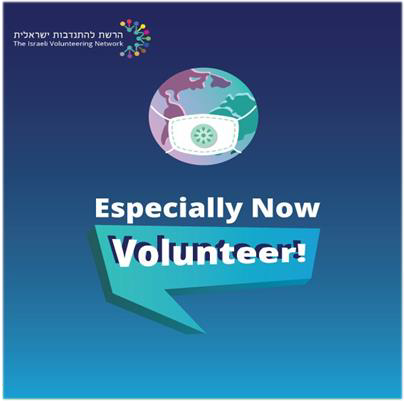 הרשת להתנדבות ישראלית
The Israeli Volunteering Network
Especially Now
Volunteer!